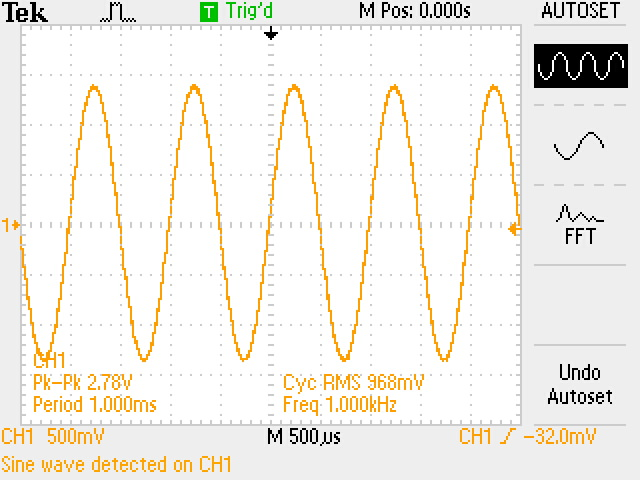 Tek T Trig'd M Pos: 0.000s AUTOSET
1
FFT
CH1
Pk-Pk 2.78V Cyc RMS 968mV
Period 1.000ms Freq 1.000kHz
Undo
Autoset
CH1 500mV M 500µs CH1 -32.0mV
Sine wave detected on CH1